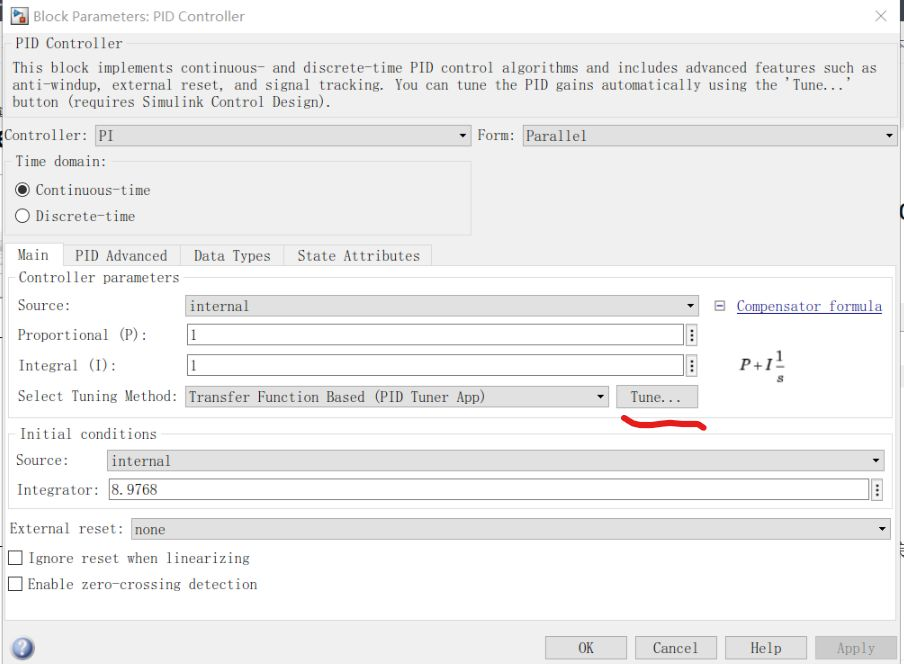 Block Parameters: PID Controller
PID Controller
This block implements continuous- and discrete-time PID control algorithms and includes advanced features such as
anti-windup, external reset, and signal tracking. You can tune the PID gains automatically using the 'Tune...'
button (requires Simulink Control Design).
Controller: PI Form: Parallel
Time domain:
Continuous-time
Discrete-time
Main PID Advanced Data Types State Attributes
Controller parameters
Source: internal Compensator formula
Proportional (P): 1
Integral (I): 1
P+I 1/s
Select Tuning Method: Transfer Function Based (PID Tuner App) Tune...
Initial conditions
Source: internal
Integrator: 8.9768
External reset: none
Ignore reset when linearizing
Enable zero-crossing detection
? OK Cancel Help Apply